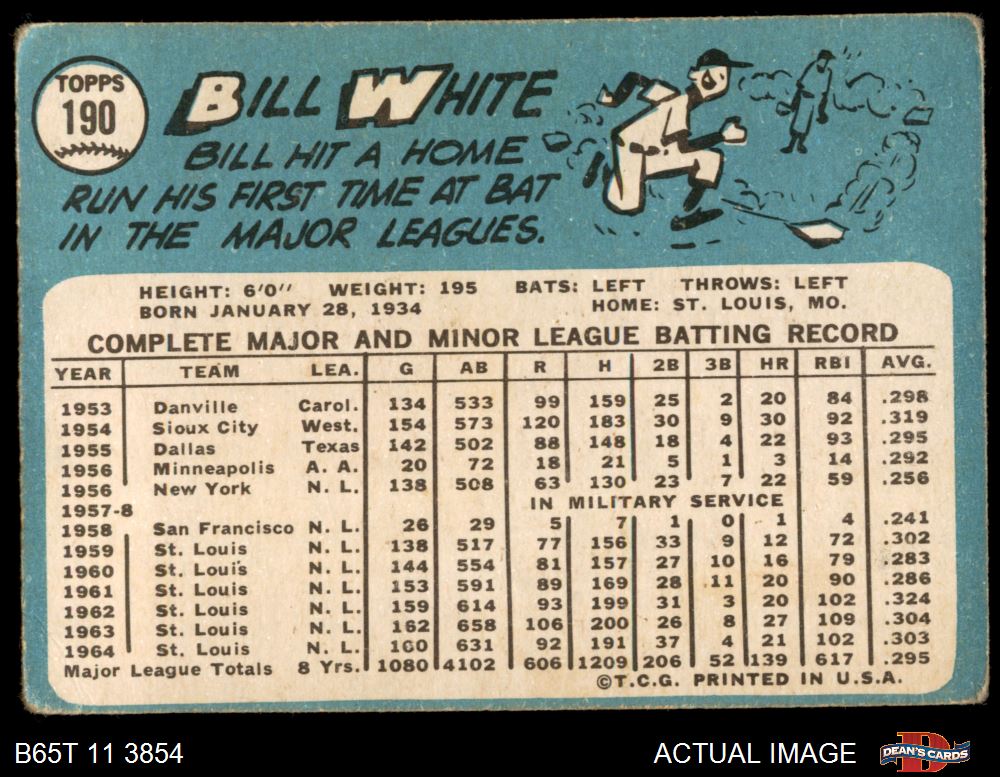 TOPPS
190
BILL WHITE
BILL HIT A HOME
RUN HIS FIRST TIME AT BAT
IN THE MAJOR LEAGUES.
HEIGHT: 6'0" WEIGHT: 195 BATS: LEFT THROWS: LEFT
BORN JANUARY 28, 1934 HOME: ST. LOUIS, MO.
COMPLETE MAJOR AND MINOR LEAGUE BATTING RECORD
YEAR TEAM LEA. G AB R H 2B 3B HR RBI AVG.
1953 Danville Carol. 134 533 99 159 25 2 20 84 .298
1954 Sioux City West. 154 573 120 183 30 9 30 92 .319
1955 Dallas Texas 142 502 88 148 18 4 22 93 .295
1956 Minneapolis A. A. 20 72 18 21 5 1 3 14 .292
1956 New York N. L. 138 508 63 130 23 7 22 59 .256
1957-8 IN MILITARY SERVICE
1958 San Francisco N. L. 26 29 5 7 1 0 1 4 .241
1959 St. Louis N. L. 138 517 77 156 33 9 12 72 .302
1960 St. Louis N. L. 144 554 81 157 27 10 16 79 .283
1961 St. Louis N. L. 153 591 89 169 28 11 20 90 .286
1962 St. Louis N. L. 159 614 93 199 31 3 20 102 .324
1963 St. Louis N. L. 162 658 106 200 26 8 27 109 .304
1964 St. Louis N. L. 160 631 92 191 37 4 21 102 .303
Major League Totals 8 Yrs. 1080 4102 606 1209 206 52 139 617 .295
©T.C.G. PRINTED IN U.S.A.
B65T 11 3854 ACTUAL IMAGE DEAN'S CARDS